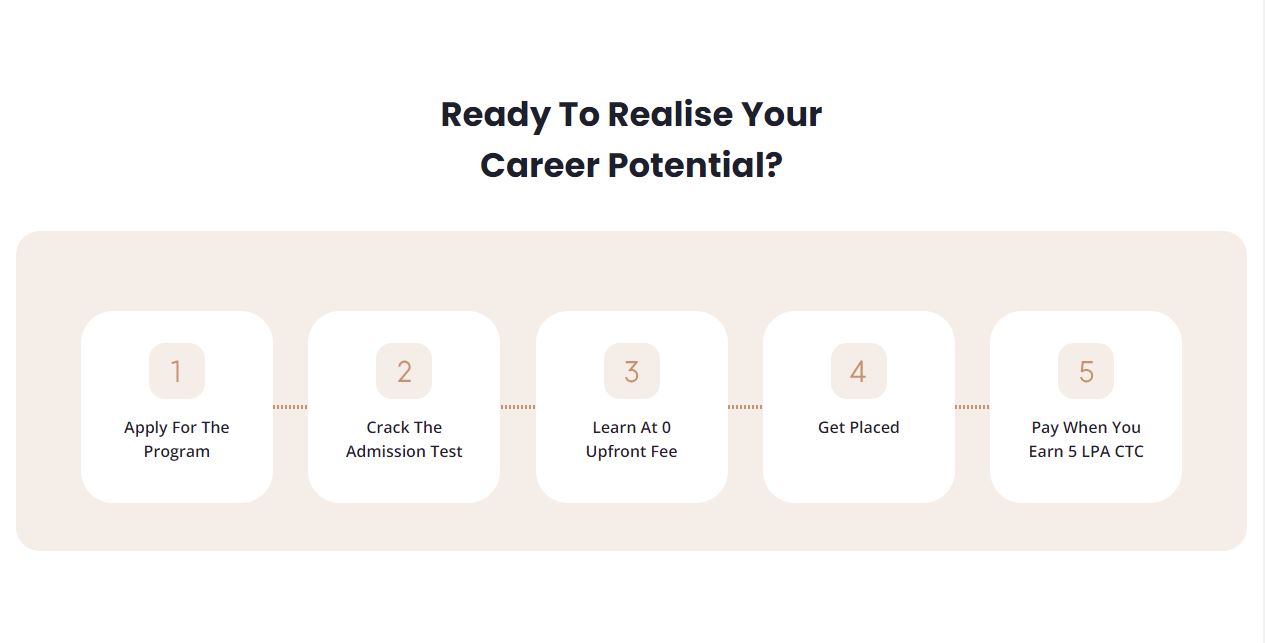 Ready To Realise Your
Career Potential?
1
Apply For The
Program
2
Crack The
Admission Test
3
Learn At 0
Upfront Fee
4
Get Placed
5
Pay When You
Earn 5 LPA CTC